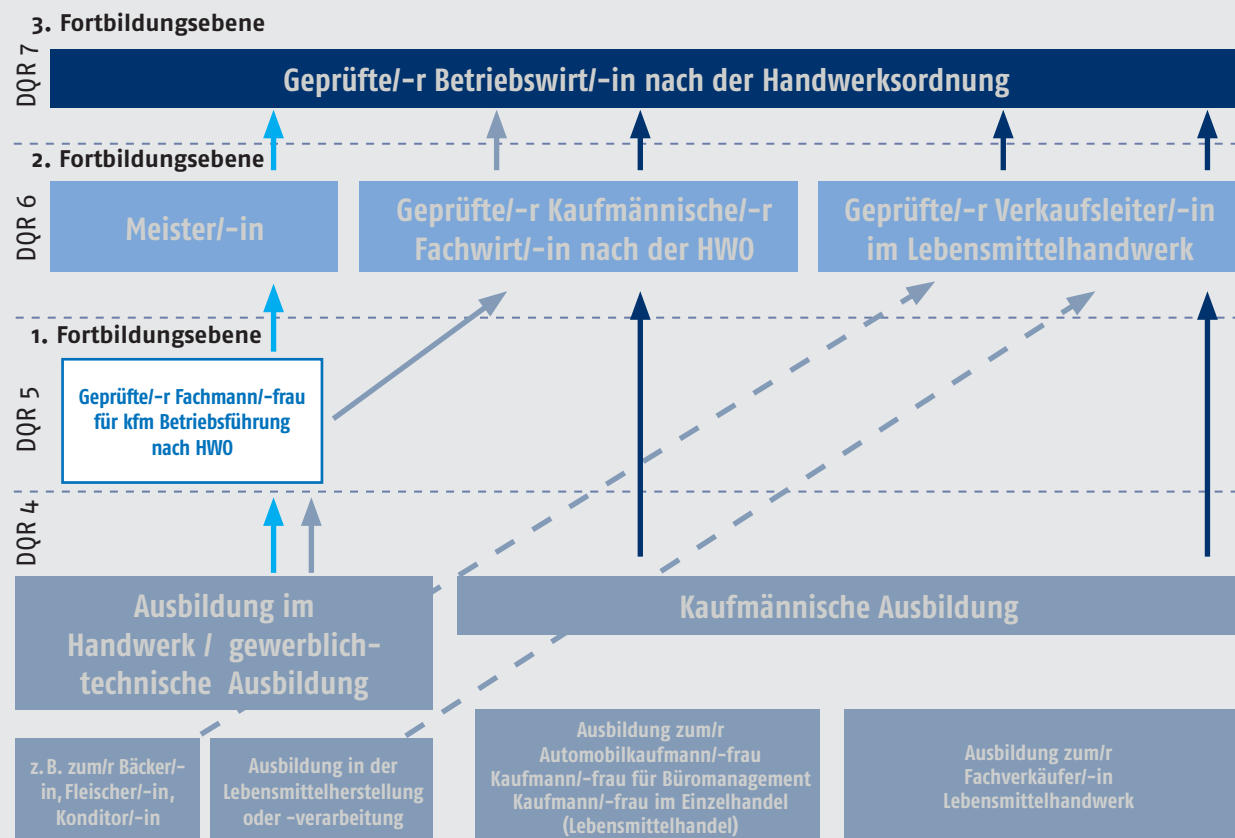 3. Fortbildungsebene
DQR 7
Geprüfte/-r Betriebswirt/-in nach der Handwerksordnung
2. Fortbildungsebene
DQR 6
Meister/-in
Geprüfte/-r Kaufmännische/-r
Fachwirt/-in nach der HWO
Geprüfte/-r Verkaufsleiter/-in
im Lebensmittelhandwerk
1. Fortbildungsebene
DQR 5
Geprüfte/-r Fachmann/-frau
für kfm Betriebsführung
nach HWO
DQR 4
Ausbildung im
Handwerk / gewerblich-
technische Ausbildung
Kaufmännische Ausbildung
z. B. zum/r Bäcker/-
in, Fleischer/-in,
Konditor/-in
Ausbildung in der
Lebensmittelherstellung
oder -verarbeitung
Ausbildung zum/r
Automobilkaufmann/-frau
Kaufmann/-frau für Büromanagement
Kaufmann/-frau im Einzelhandel
(Lebensmittelhandel)
Ausbildung zum/r
Fachverkäufer/-in
Lebensmittelhandwerk